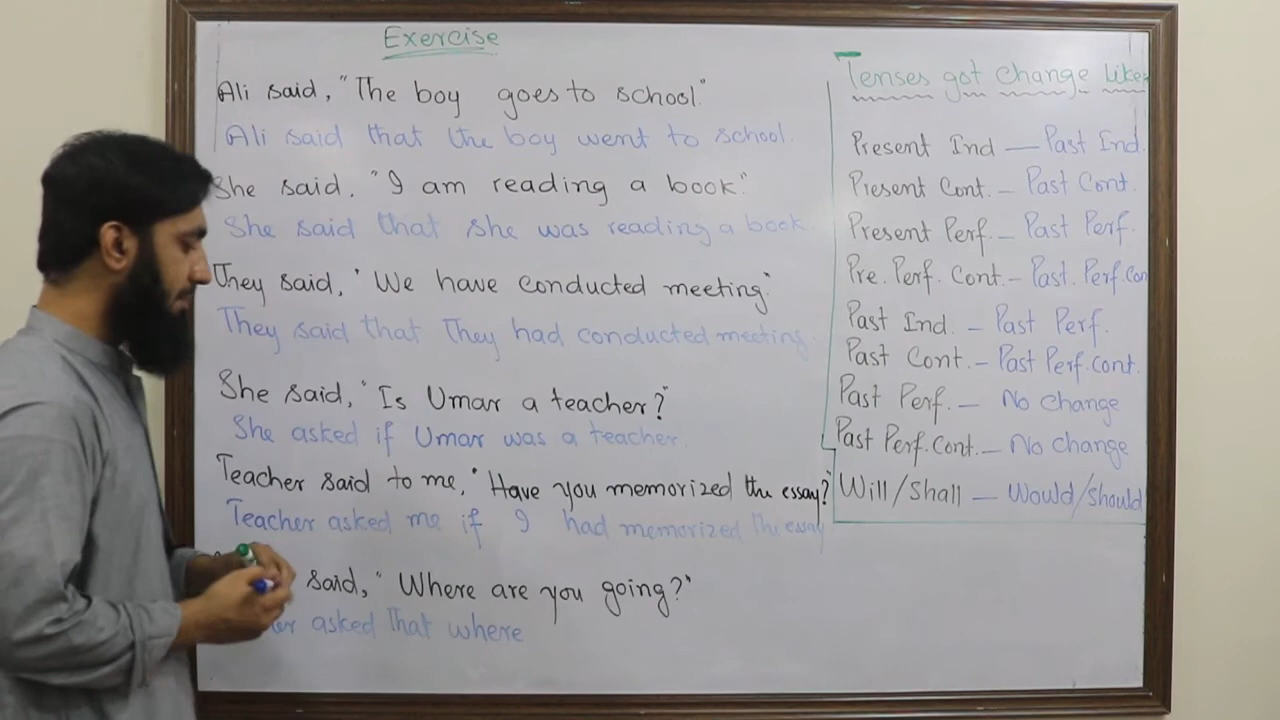 Exercise
Ali said, "The boy goes to school"
Ali said that the boy went to school.
She said, "I am reading a book."
She said that she was reading a book
They said, "We have conducted meeting."
They said that They had conducted meeting.
She said, "Is Umar a teacher?"
She asked if Umar was a teacher.
Teacher said to me, "Have you memorized the essay?"
Teacher asked me if I had memorized the essay
said, "Where are you going?"
asked that where
Tenses got change Like
Present Ind — Past Ind.
Present Cont. – Past Cont.
Present Perf. – Past Perf.
Pre. Perf. Cont. – Past. Perf. Con
Past Ind. – Past Perf.
Past Cont. – Past Perf. cont.
Past Perf. – No change
Past Perf. Cont. – No change
Will/Shall – Would/should